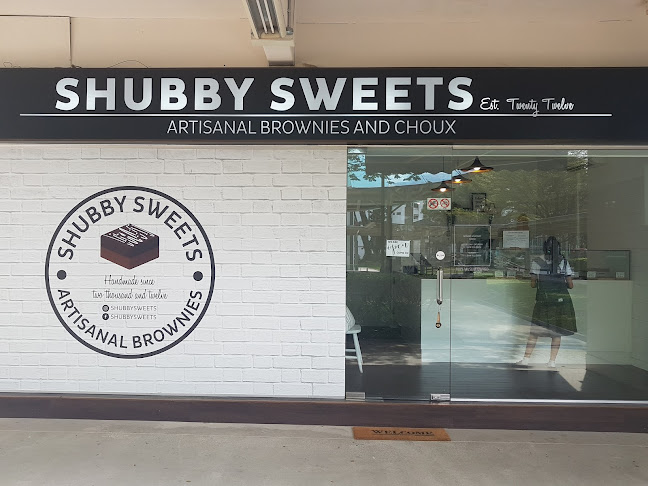 SHUBBY SWEETS Est. Twenty Twelve
ARTISANAL BROWNIES AND CHOUX
SHUBBY SWEETS
Handmade since
two thousand and twelve
SHUBBYSWEETS
SHUBBYSWEETS
ARTISANAL BROWNIES
WELCOME